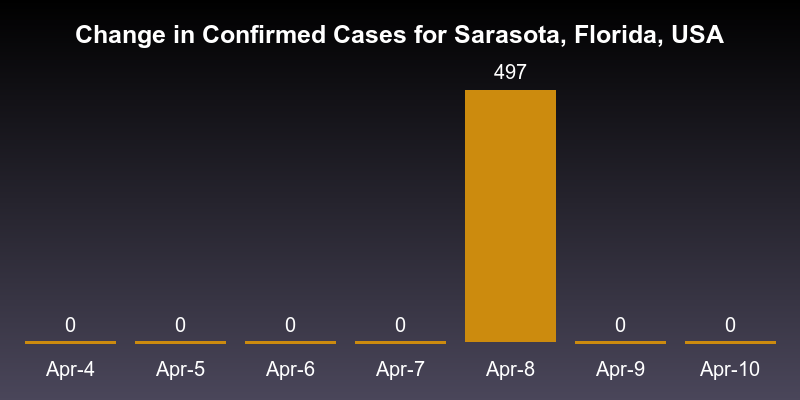 Change in Confirmed Cases for Sarasota, Florida, USA
497
0 0 0 0 0 0
Apr-4 Apr-5 Apr-6 Apr-7 Apr-8 Apr-9 Apr-10